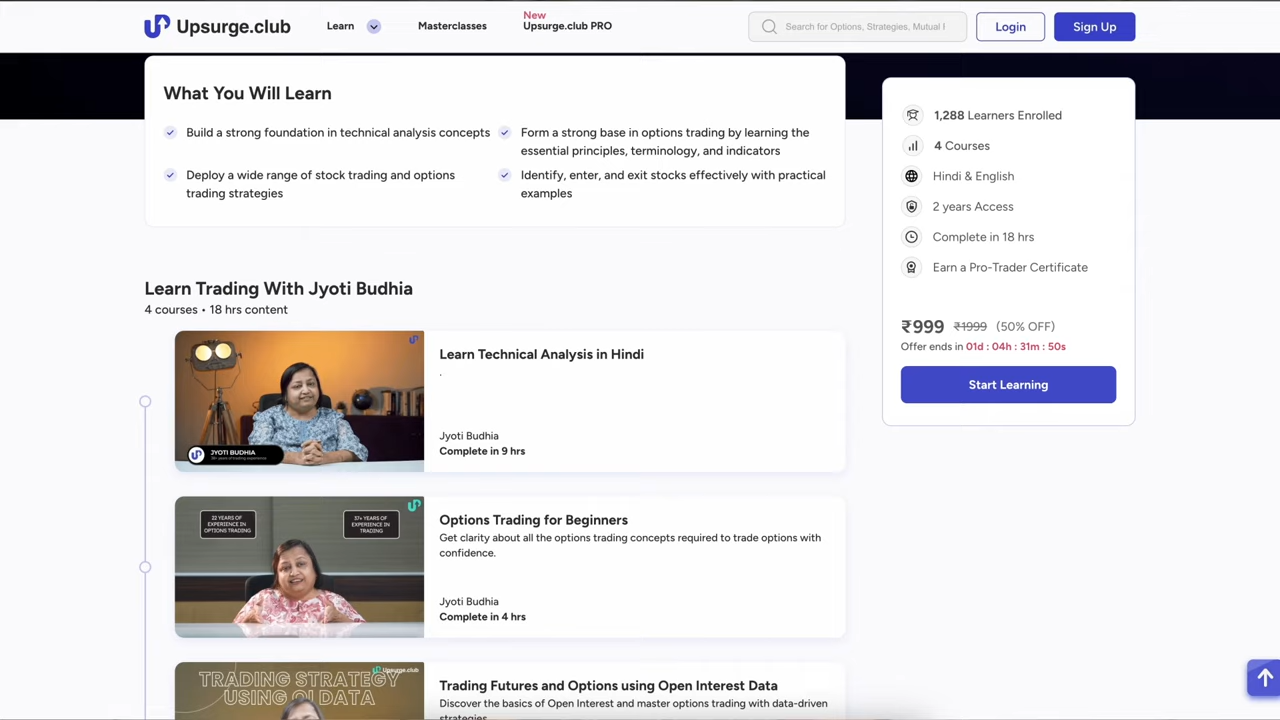 Upsurge.club
Learn
Masterclasses
New
Upsurge.club PRO
Search for Options, Strategies, Mutual I
Login
Sign Up
What You Will Learn
Build a strong foundation in technical analysis concepts
Form a strong base in options trading by learning the
essential principles, terminology, and indicators
Deploy a wide range of stock trading and options
trading strategies
Identify, enter, and exit stocks effectively with practical
examples
1,288 Learners Enrolled
4 Courses
Hindi & English
2 years Access
Complete in 18 hrs
Earn a Pro-Trader Certificate
₹999 ₹1999 (50% OFF)
Offer ends in 01d : 04h : 31m : 50s
Start Learning
Learn Trading With Jyoti Budhia
4 courses • 18 hrs content
JYOTI BUDHIA
Learn Technical Analysis in Hindi
.
Jyoti Budhia
Complete in 9 hrs
22 YEARS OF
EXPERIENCE IN
OPTIONS TRADING
37+ YEARS OF
EXPERIENCE IN
TRADING
Options Trading for Beginners
Get clarity about all the options trading concepts required to trade options with
confidence.
Jyoti Budhia
Complete in 4 hrs
Upsurge.club
TRADING STRATEGY
USING OI DATA
Trading Futures and Options using Open Interest Data
Discover the basics of Open Interest and master options trading with data-driven
strategies